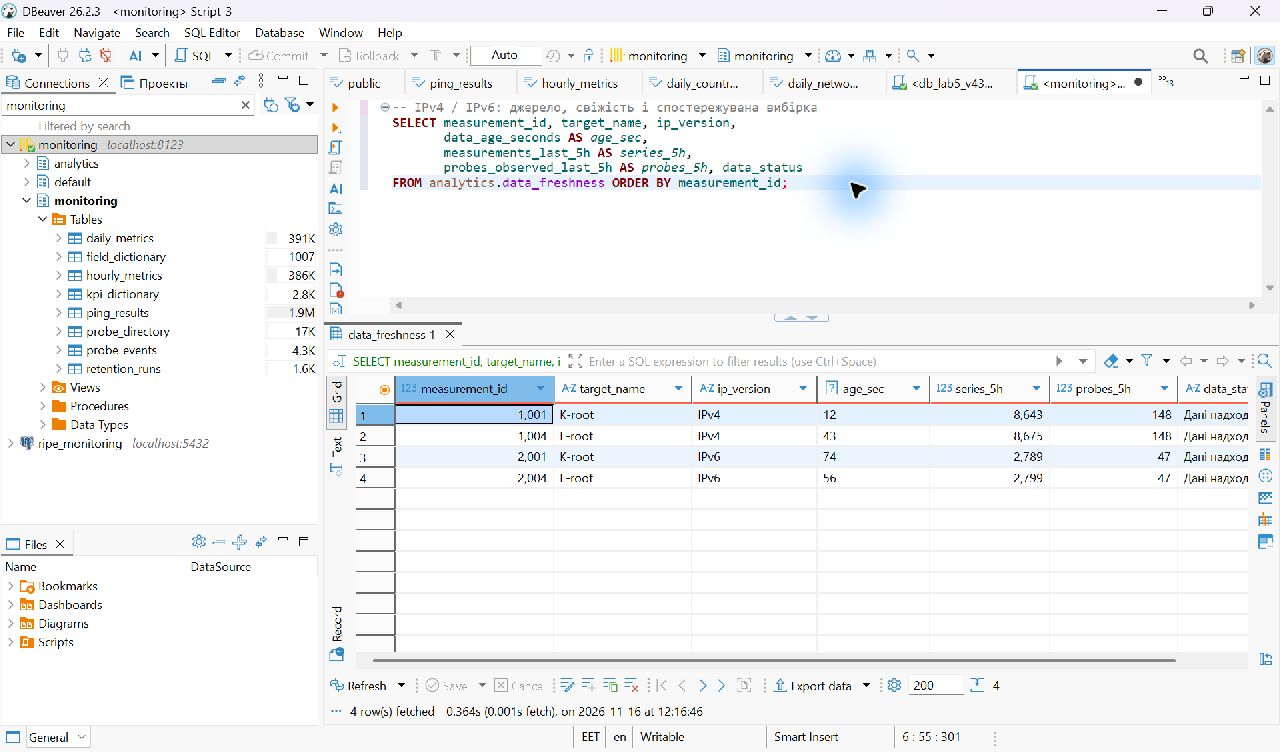 DBeaver 26.2.3 <monitoring> Script-3
File Edit Navigate Search SQL Editor Database Window Help
AI SQL Commit Rollback T Auto monitoring monitoring
Connections Проекты public ping_results hourly_metrics daily_countr... daily_netwo... <db_lab5_v43... <monitoring>...
monitoring
Filtered by search
monitoring localhost:8123
analytics
default
monitoring
Tables
daily_metrics 391K
field_dictionary 1007
hourly_metrics 386K
kpi_dictionary 2.8K
ping_results 1.9M
probe_directory 17K
probe_events 4.3K
retention_runs 1.6K
Views
Procedures
Data Types
ripe_monitoring localhost:5432
-- IPv4 / IPv6: джерело, свіжість і спостережувана вибірка
SELECT measurement_id, target_name, ip_version,
data_age_seconds AS age_sec,
measurements_last_5h AS series_5h,
probes_observed_last_5h AS probes_5h, data_status
FROM analytics.data_freshness ORDER BY measurement_id;
AI
data_freshness 1
SELECT measurement_id, target_name, i Enter a SQL expression to filter results (use Ctrl+Space)
Grid
Text
Record
Panels
123 measurement_id A-Z target_name A-Z ip_version ? age_sec 123 series_5h 123 probes_5h A-Z data_sta
1 1,001 K-root IPv4 12 8,643 148 Дані надход
2 1,004 F-root IPv4 43 8,675 148 Дані надход
3 2,001 K-root IPv6 74 2,789 47 Дані надход
4 2,004 F-root IPv6 56 2,799 47 Дані надход
Refresh Save Cancel Export data 200 4
4 row(s) fetched - 0.364s (0.001s fetch), on 2026-11-16 at 12:16:46
Files
Name DataSource
Bookmarks
Dashboards
Diagrams
Scripts
General EET en Writable Smart Insert 6 : 55 : 301